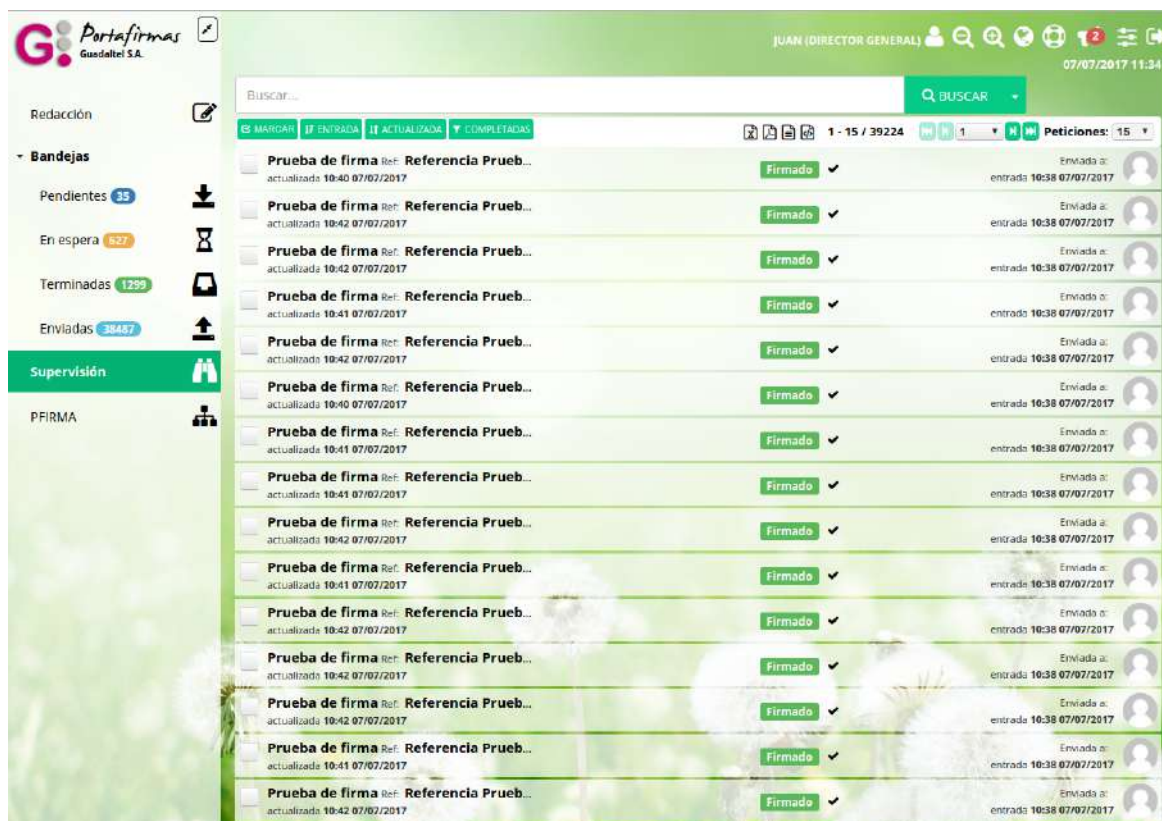 Portafirmas
Guadaltel S.A.
JUAN (DIRECTOR GENERAL)
2
07/07/2017 11:34
Buscar...
BUSCAR
Redacción
MARCAR ENTRADA ACTUALIZADA COMPLETADAS
1 - 15 / 39224 1 Peticiones: 15
Bandejas
Pendientes 35
En espera 627
Terminadas 1299
Enviadas 38487
Supervisión
PFIRMA
Prueba de firma Ref: Referencia Prueb... Firmado Enviada a:
actualizada 10:40 07/07/2017 entrada 10:38 07/07/2017
Prueba de firma Ref: Referencia Prueb... Firmado Enviada a:
actualizada 10:42 07/07/2017 entrada 10:38 07/07/2017
Prueba de firma Ref: Referencia Prueb... Firmado Enviada a:
actualizada 10:42 07/07/2017 entrada 10:38 07/07/2017
Prueba de firma Ref: Referencia Prueb... Firmado Enviada a:
actualizada 10:41 07/07/2017 entrada 10:38 07/07/2017
Prueba de firma Ref: Referencia Prueb... Firmado Enviada a:
actualizada 10:42 07/07/2017 entrada 10:38 07/07/2017
Prueba de firma Ref: Referencia Prueb... Firmado Enviada a:
actualizada 10:40 07/07/2017 entrada 10:38 07/07/2017
Prueba de firma Ref: Referencia Prueb... Firmado Enviada a:
actualizada 10:41 07/07/2017 entrada 10:38 07/07/2017
Prueba de firma Ref: Referencia Prueb... Firmado Enviada a:
actualizada 10:41 07/07/2017 entrada 10:38 07/07/2017
Prueba de firma Ref: Referencia Prueb... Firmado Enviada a:
actualizada 10:42 07/07/2017 entrada 10:38 07/07/2017
Prueba de firma Ref: Referencia Prueb... Firmado Enviada a:
actualizada 10:41 07/07/2017 entrada 10:38 07/07/2017
Prueba de firma Ref: Referencia Prueb... Firmado Enviada a:
actualizada 10:42 07/07/2017 entrada 10:38 07/07/2017
Prueba de firma Ref: Referencia Prueb... Firmado Enviada a:
actualizada 10:42 07/07/2017 entrada 10:38 07/07/2017
Prueba de firma Ref: Referencia Prueb... Firmado Enviada a:
actualizada 10:42 07/07/2017 entrada 10:38 07/07/2017
Prueba de firma Ref: Referencia Prueb... Firmado Enviada a:
actualizada 10:41 07/07/2017 entrada 10:38 07/07/2017
Prueba de firma Ref: Referencia Prueb... Firmado Enviada a:
actualizada 10:42 07/07/2017 entrada 10:38 07/07/2017